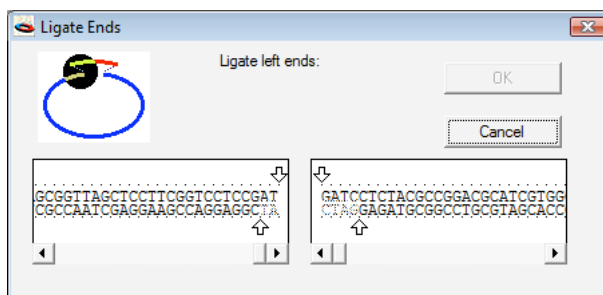 Ligate Ends
Ligate left ends:
OK
Cancel
GCGGTTAGCTCCTTCGGTCCTCCGAT
CGCCAATCGAGGAAGCCAGGAGGCTA
GATCCTCTACGCCGGACGCATCGTGG
CTAGGAGATGCGGCCTGCGTAGCACC